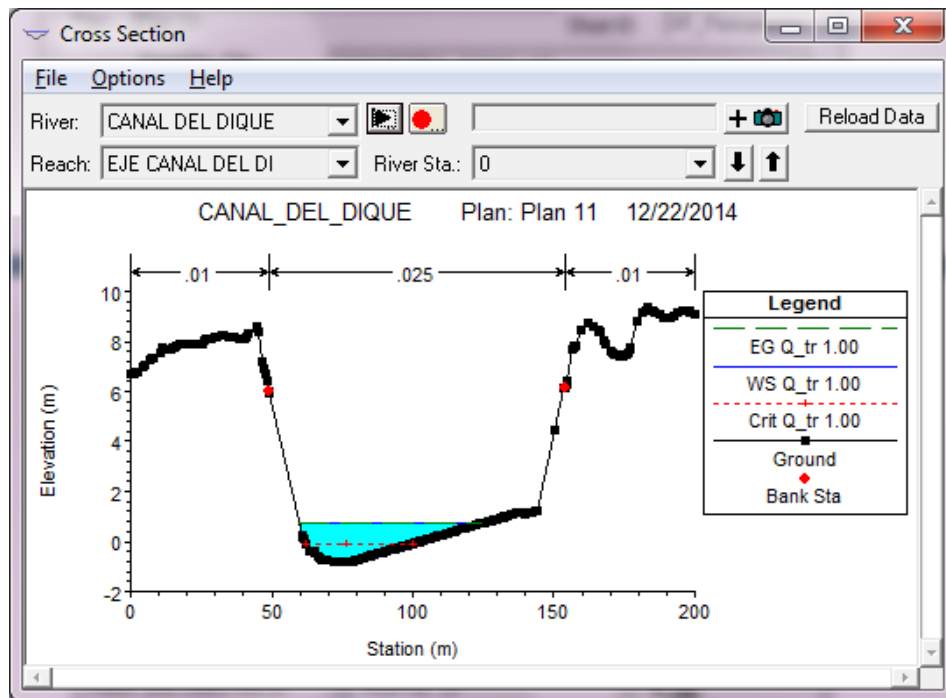 Cross Section
File Options Help
River: CANAL DEL DIQUE Reload Data
Reach: EJE CANAL DEL DI River Sta.: 0
CANAL_DEL_DIQUE Plan: Plan 11 12/22/2014
.01 .025 .01
Legend
EG Q_tr 1.00
WS Q_tr 1.00
Crit Q_tr 1.00
Ground
Bank Sta
Elevation (m)
10
8
6
4
2
0
-2
0 50 100 150 200
Station (m)